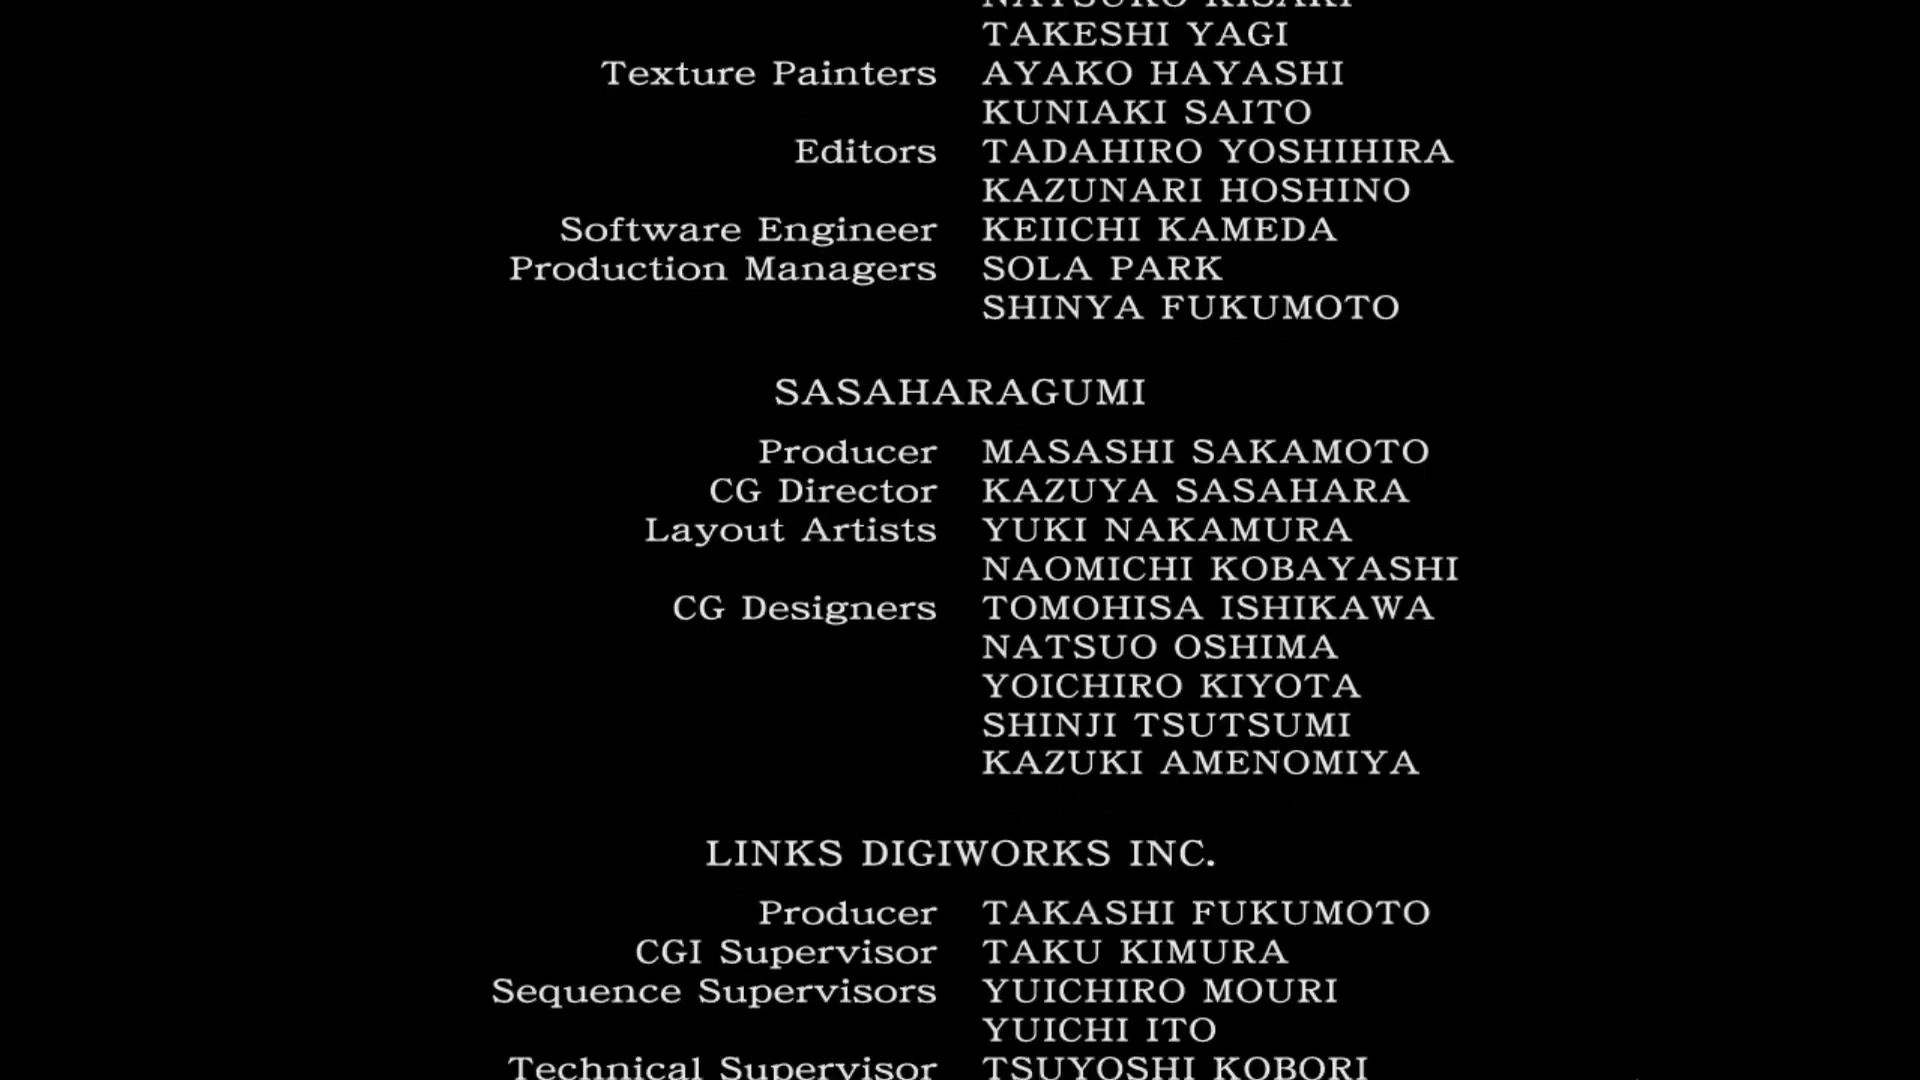 NATSUKO KISAKI
TAKESHI YAGI
Texture Painters AYAKO HAYASHI
KUNIAKI SAITO
Editors TADAHIRO YOSHIHIRA
KAZUNARI HOSHINO
Software Engineer KEIICHI KAMEDA
Production Managers SOLA PARK
SHINYA FUKUMOTO
SASAHARAGUMI
Producer MASASHI SAKAMOTO
CG Director KAZUYA SASAHARA
Layout Artists YUKI NAKAMURA
NAOMICHI KOBAYASHI
CG Designers TOMOHISA ISHIKAWA
NATSUO OSHIMA
YOICHIRO KIYOTA
SHINJI TSUTSUMI
KAZUKI AMENOMIYA
LINKS DIGIWORKS INC.
Producer TAKASHI FUKUMOTO
CGI Supervisor TAKU KIMURA
Sequence Supervisors YUICHIRO MOURI
YUICHI ITO
Technical Supervisor TSUYOSHI KOBORI